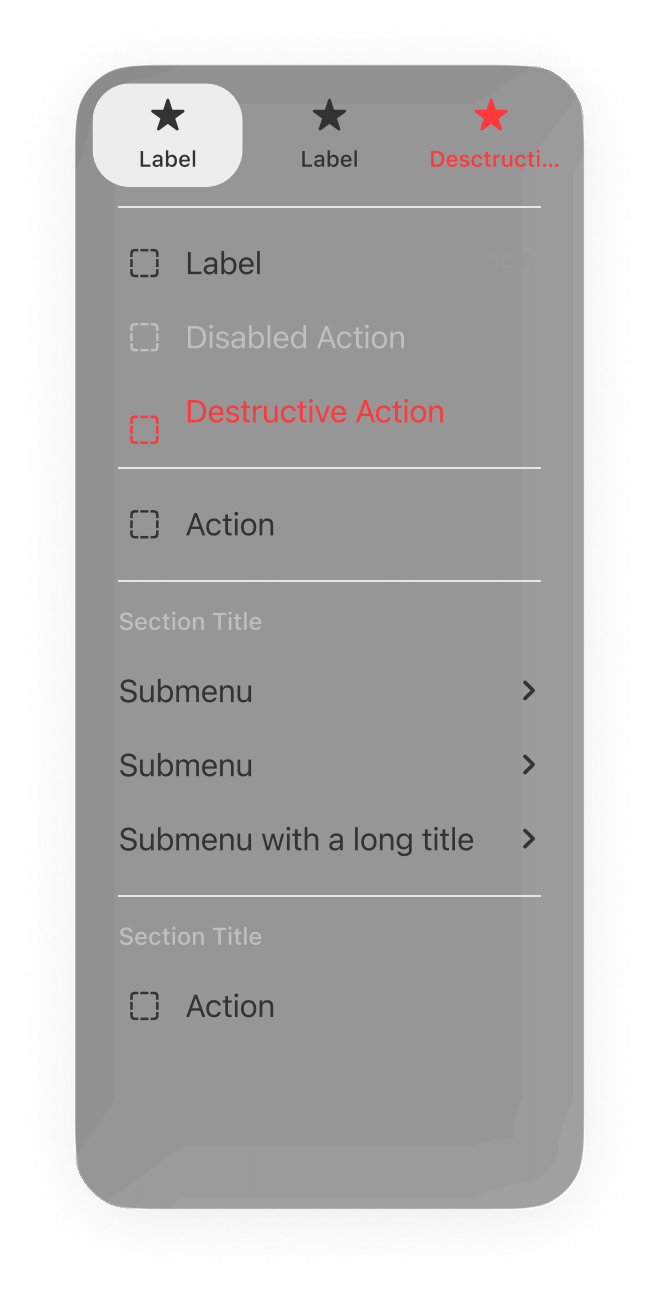 Label
Label
Desctructi...
Label
Disabled Action
Destructive Action
Action
Section Title
Submenu
Submenu
Submenu with a long title
Section Title
Action